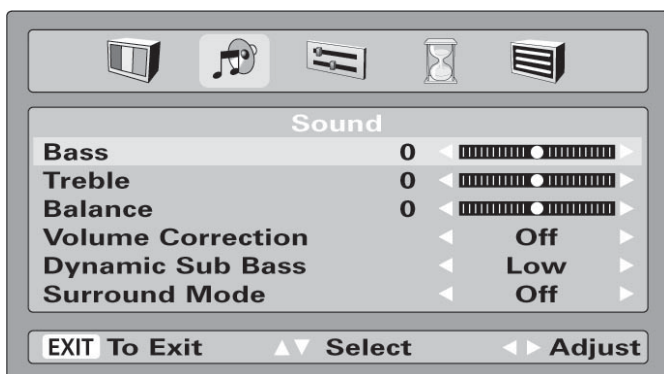 Sound
Bass 0
Treble 0
Balance 0
Volume Correction Off
Dynamic Sub Bass Low
Surround Mode Off
EXIT To Exit Select Adjust